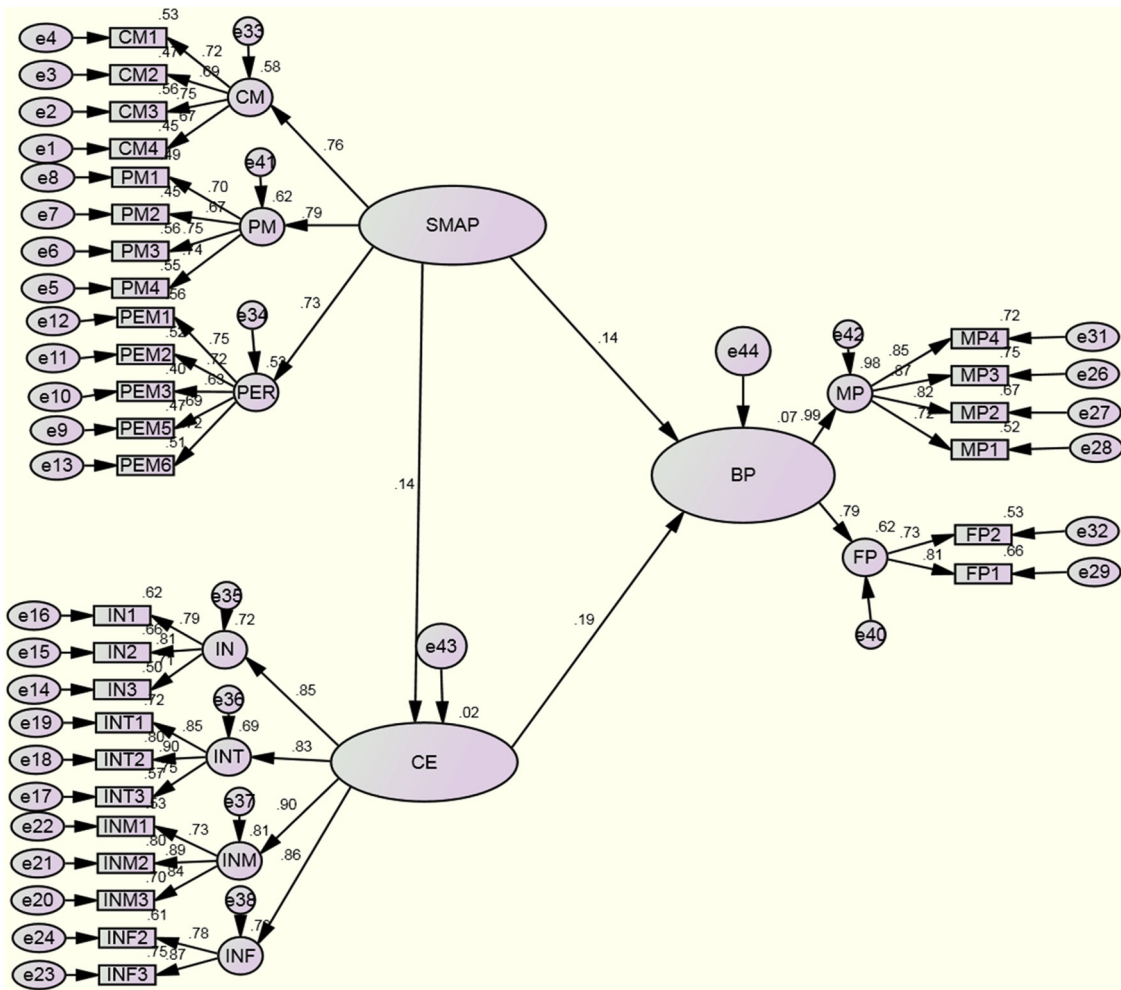 .53
e4 CM1 e33
.72
.47 .58
e3 CM2 .69
CM
.56 .75
e2 CM3 .67
.45
e1 CM4 .76
.49
e41
e8 PM1
.70 .62
.45
e7 PM2 .67 PM .79 SMAP
.56 .75
e6 PM3 .74
.55
e5 PM4
.56
e12 PEM1 e34 .73
.75
.52
e11 PEM2 .72 .53
.40 PER
e10 PEM3 .63
.47 .69
e9 PEM5 .72
.51
e13 PEM6
.14
.14
e44
.72
e42 MP4 e31
.85 .75
.98 .87 MP3 e26
MP .67
.82 MP2 e27
.72 .52
.07 .99 MP1 e28
BP
.79 .53
.62 .73 FP2 e32
FP .66
.81 FP1 e29
e40
.19
.62 e35
e16 IN1 .79 .72
.66 .81
e15 IN2 IN
.71
.50
e14 IN3 .85
.72 e36
e19 INT1 .85 .69
.80 .90
e18 INT2 INT .83
.57 .75
e17 INT3
.53
e43
.02
CE
e22 INM1 e37 .90
.73 .81
.80 .89
e21 INM2 INM
.70 .84
e20 INM3 .86
.61 e38
e24 INF2 .78
INF
.75 .87
e23 INF3